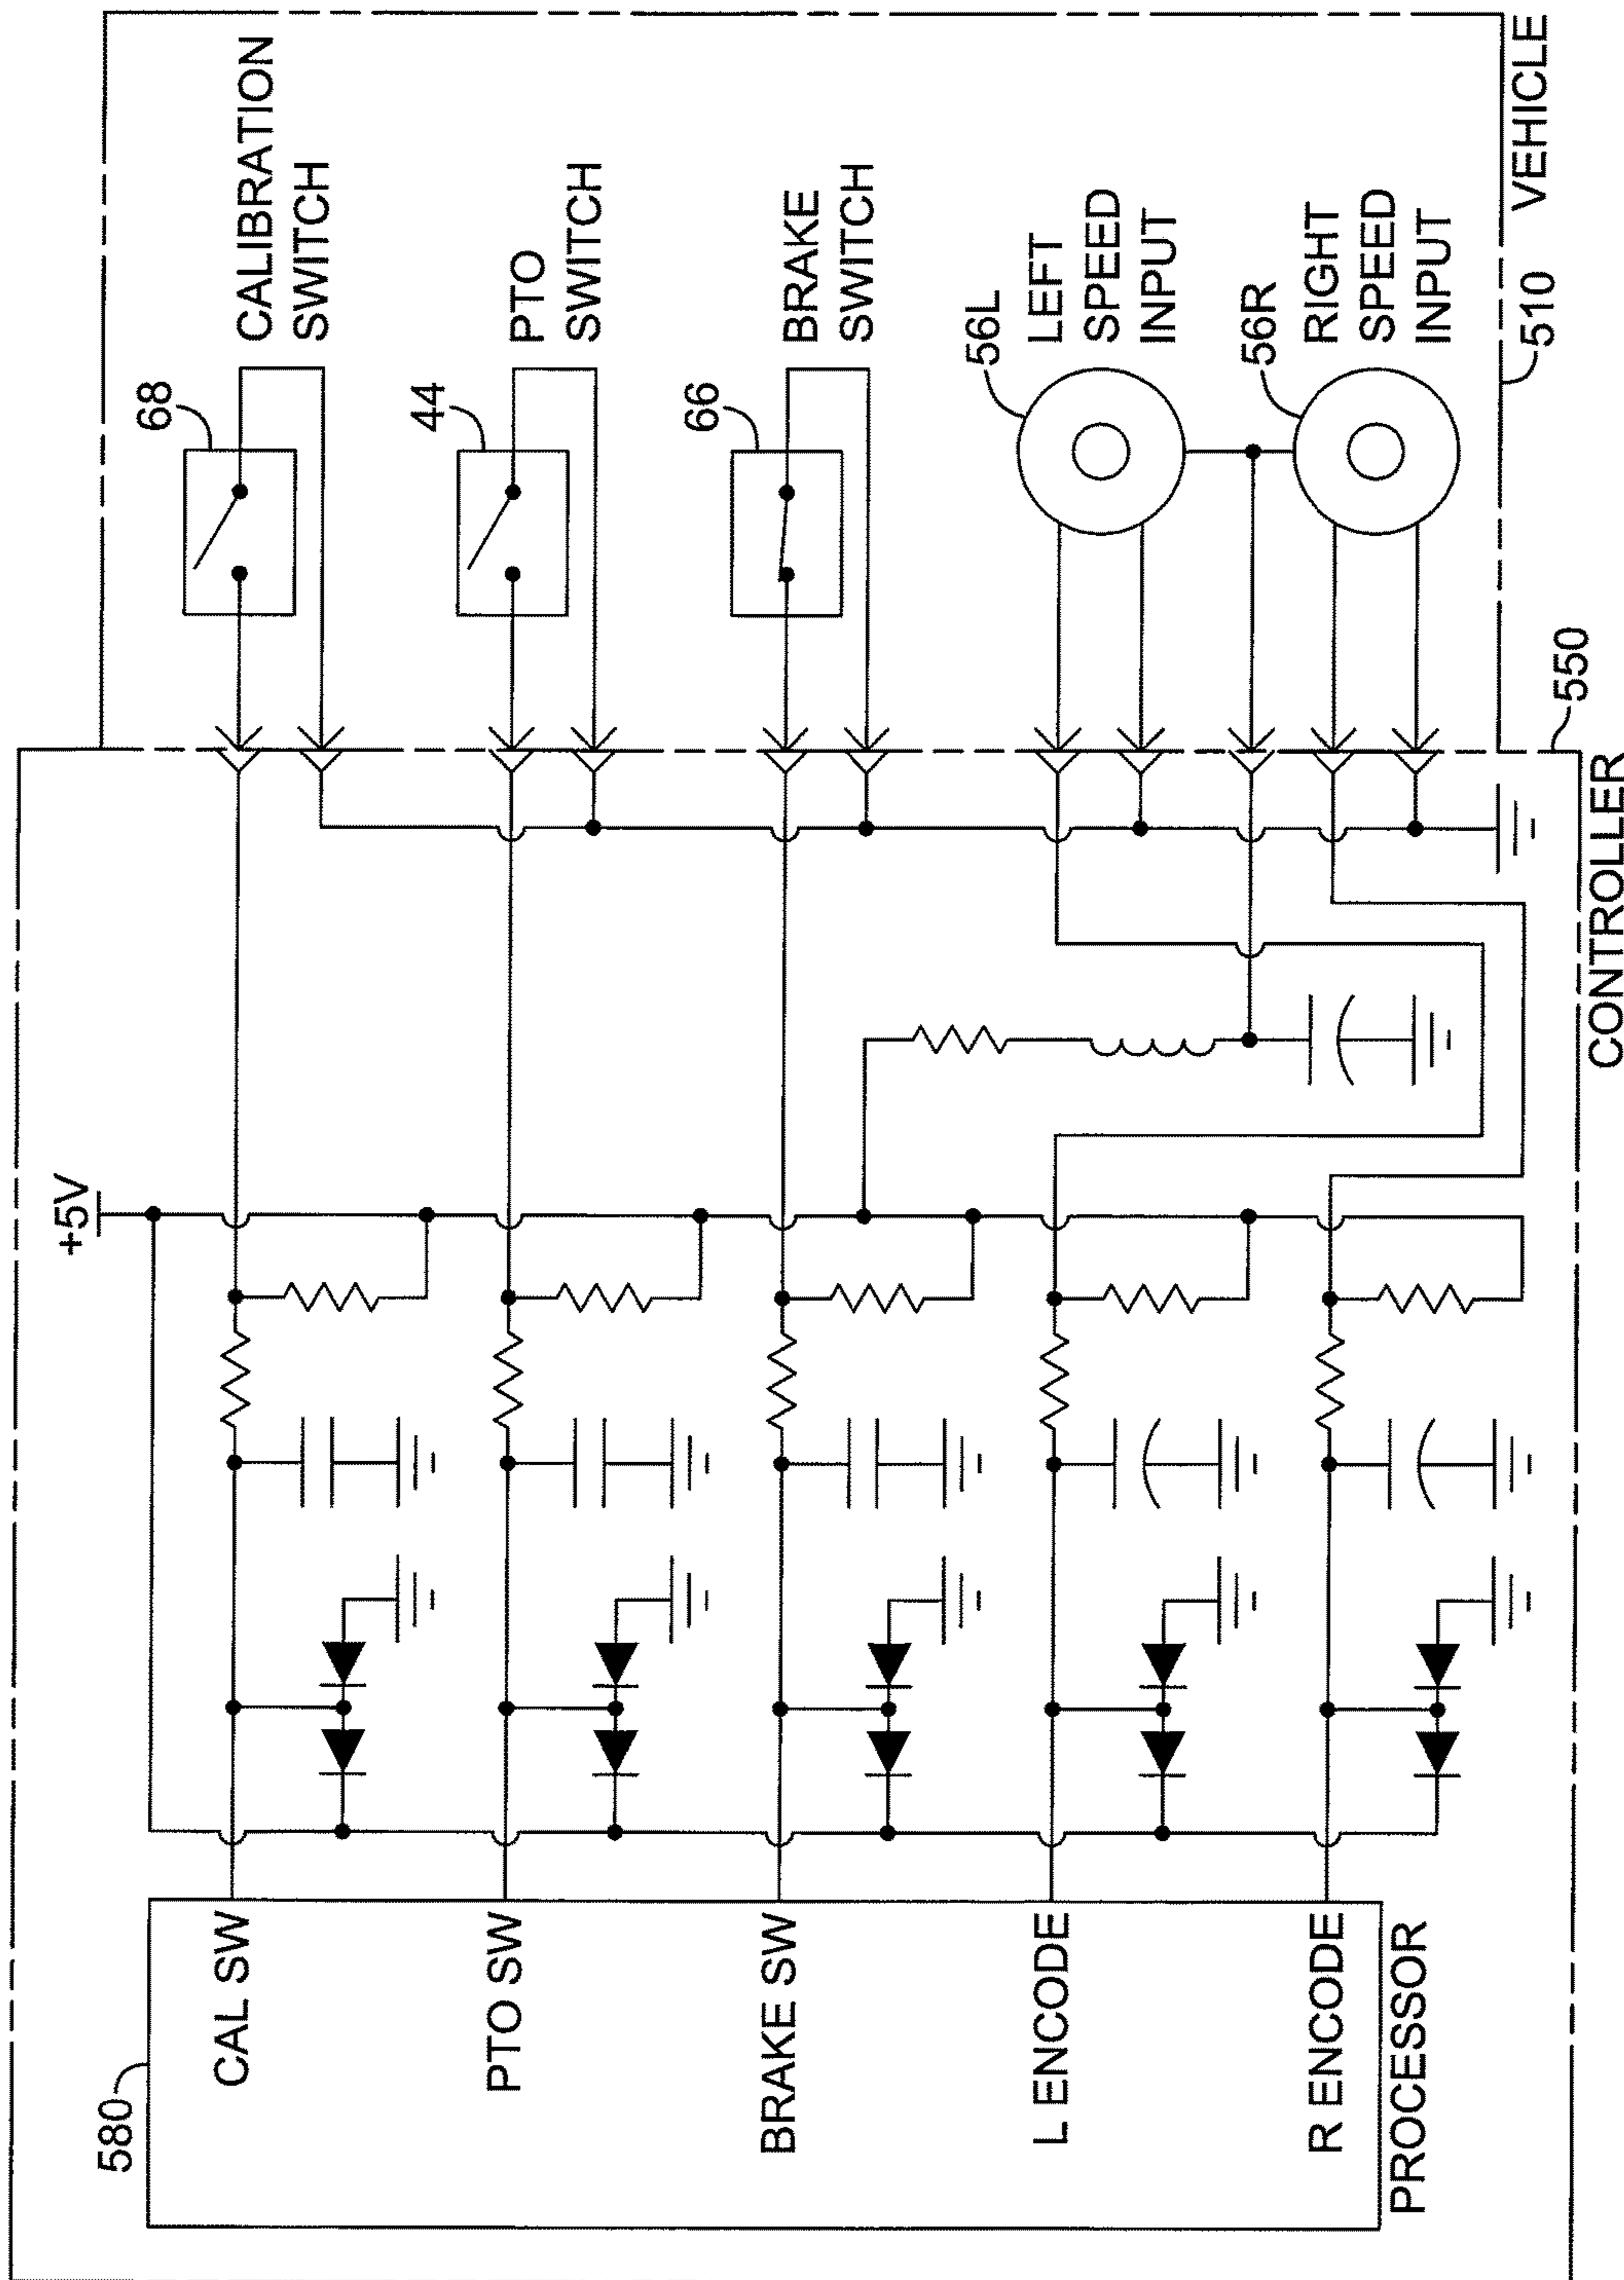 580
CAL SW
PTO SW
BRAKE SW
L ENCODE
R ENCODE
PROCESSOR
+5V
CONTROLLER
550
68
CALIBRATION
SWITCH
44
PTO
SWITCH
66
BRAKE
SWITCH
56L
LEFT
SPEED
INPUT
56R
RIGHT
SPEED
INPUT
510
VEHICLE